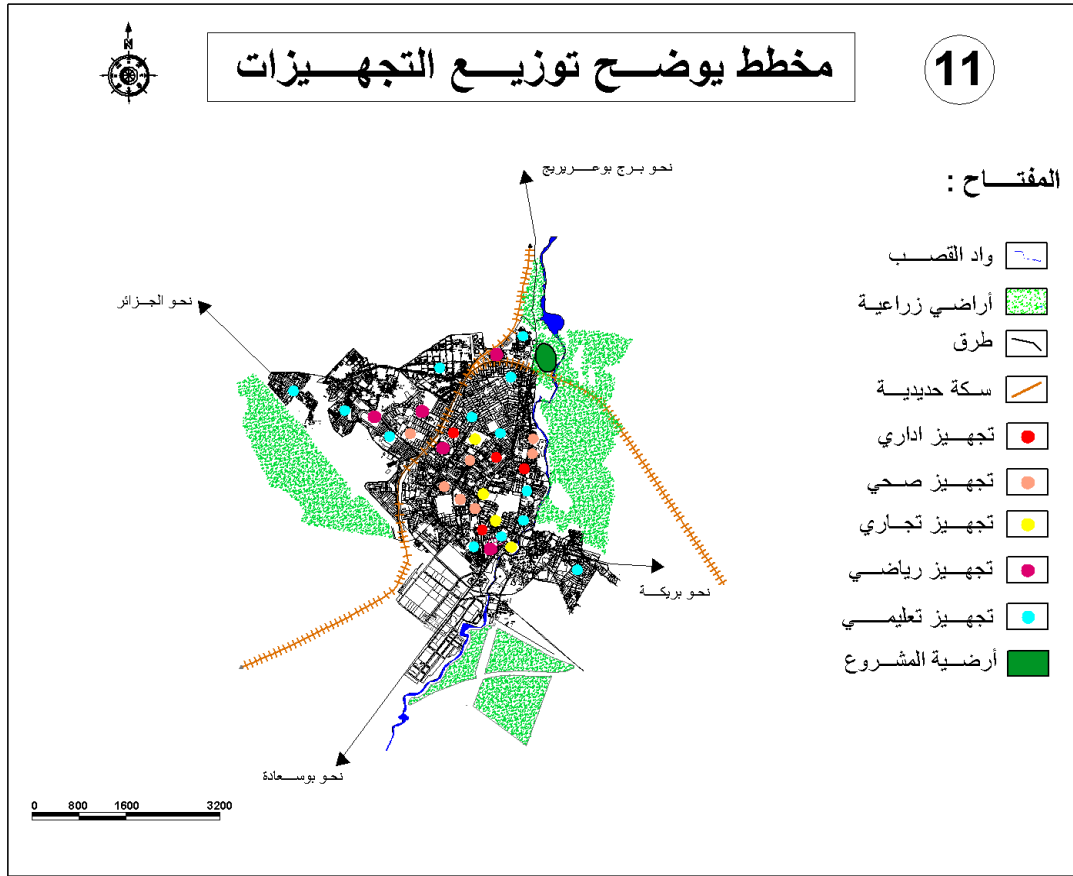 N
مخطط يوضح توزيع التجهيزات
11
نحو برج بوعريريج
المفتاح :
واد القصب
نحو الجزائر
أراضي زراعية
طرق
سكة حديدية
تجهيز اداري
تجهيز صحي
تجهيز تجاري
تجهيز رياضي
نحو بريكة
تجهيز تعليمي
أرضية المشروع
نحو بوسعادة
0 800 1600 3200